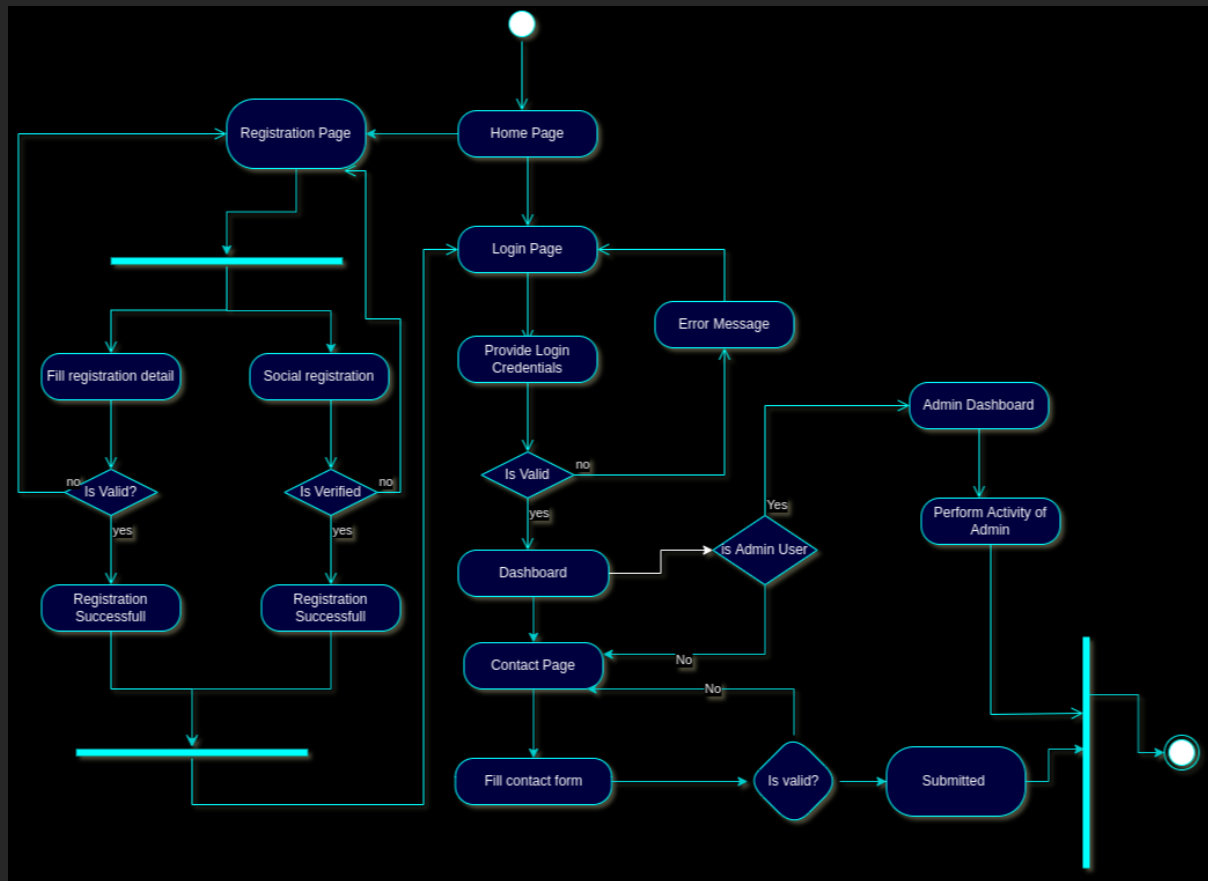 Registration Page
Home Page
Login Page
Error Message
Provide Login
Credentials
Fill registration detail
Social registration
Admin Dashboard
Is Valid
no
no
Is Valid?
Is Verified
no
yes
Yes
Perform Activity of
Admin
yes
yes
is Admin User
Dashboard
Registration
Successfull
Registration
Successfull
Contact Page
No
No
Fill contact form
Is valid?
Submitted